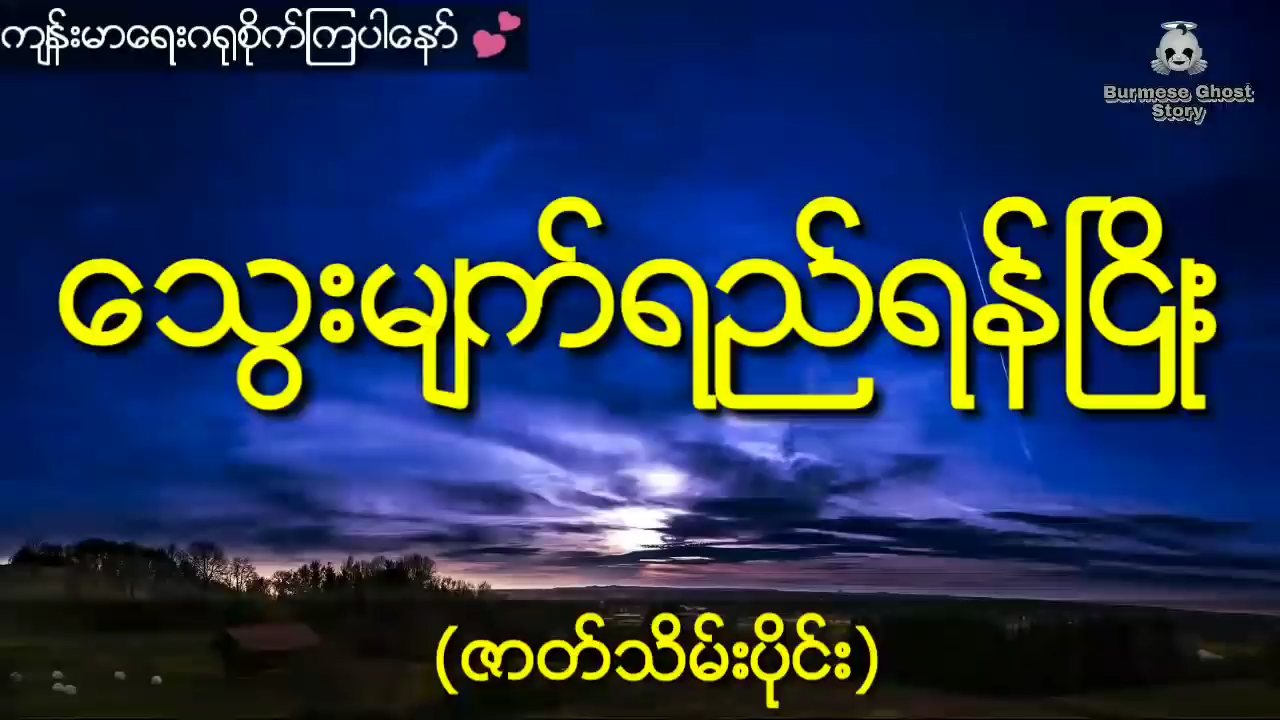 ကျန်းမာရေးဂရုစိုက်ကြပါနော် 💕
Burmese Ghost
Story
သွေးမျက်ရည်ရန်ငြိုး
(ဇာတ်သိမ်းပိုင်း)